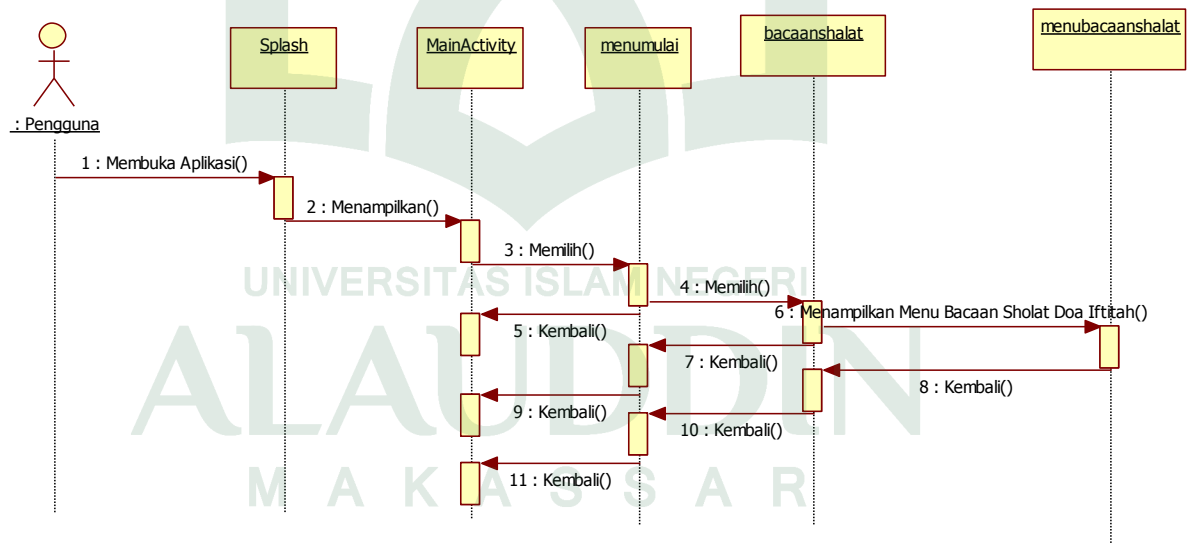 Splash
MainActivity
menumulai
bacaanshalat
menubacaanshalat
: Pengguna
1 : Membuka Aplikasi()
2 : Menampilkan()
3 : Memilih()
4 : Memilih()
6 : Menampilkan Menu Bacaan Sholat Doa Iftitah()
5 : Kembali()
7 : Kembali()
8 : Kembali()
9 : Kembali()
10 : Kembali()
11 : Kembali()
UNIVERSITAS ISLAM NEGERI
ALAUDDIN
MAKASSAR